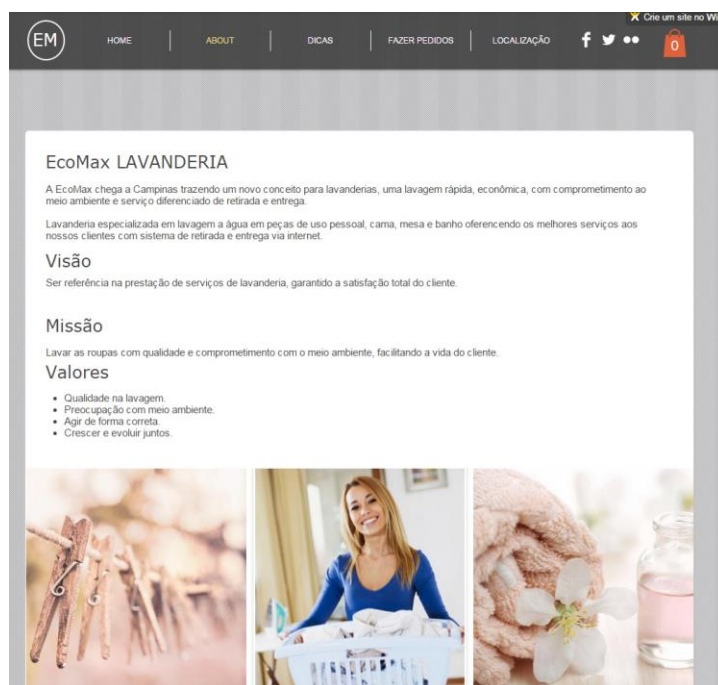 Crie um site no Wi
EM
HOME
ABOUT
DICAS
FAZER PEDIDOS
LOCALIZAÇÃO
0
EcoMax LAVANDERIA
A EcoMax chega a Campinas trazendo um novo conceito para lavanderias, uma lavagem rápida, econômica, com comprometimento ao
meio ambiente e serviço diferenciado de retirada e entrega.
Lavanderia especializada em lavagem a água em peças de uso pessoal, cama, mesa e banho oferencendo os melhores serviços aos
nossos clientes com sistema de retirada e entrega via internet.
Visão
Ser referência na prestação de serviços de lavanderia, garantido a satisfação total do cliente.
Missão
Lavar as roupas com qualidade e comprometimento com o meio ambiente, facilitando a vida do cliente.
Valores
Qualidade na lavagem.
Preocupação com meio ambiente.
Agir de forma correta.
Crescer e evoluir juntos.